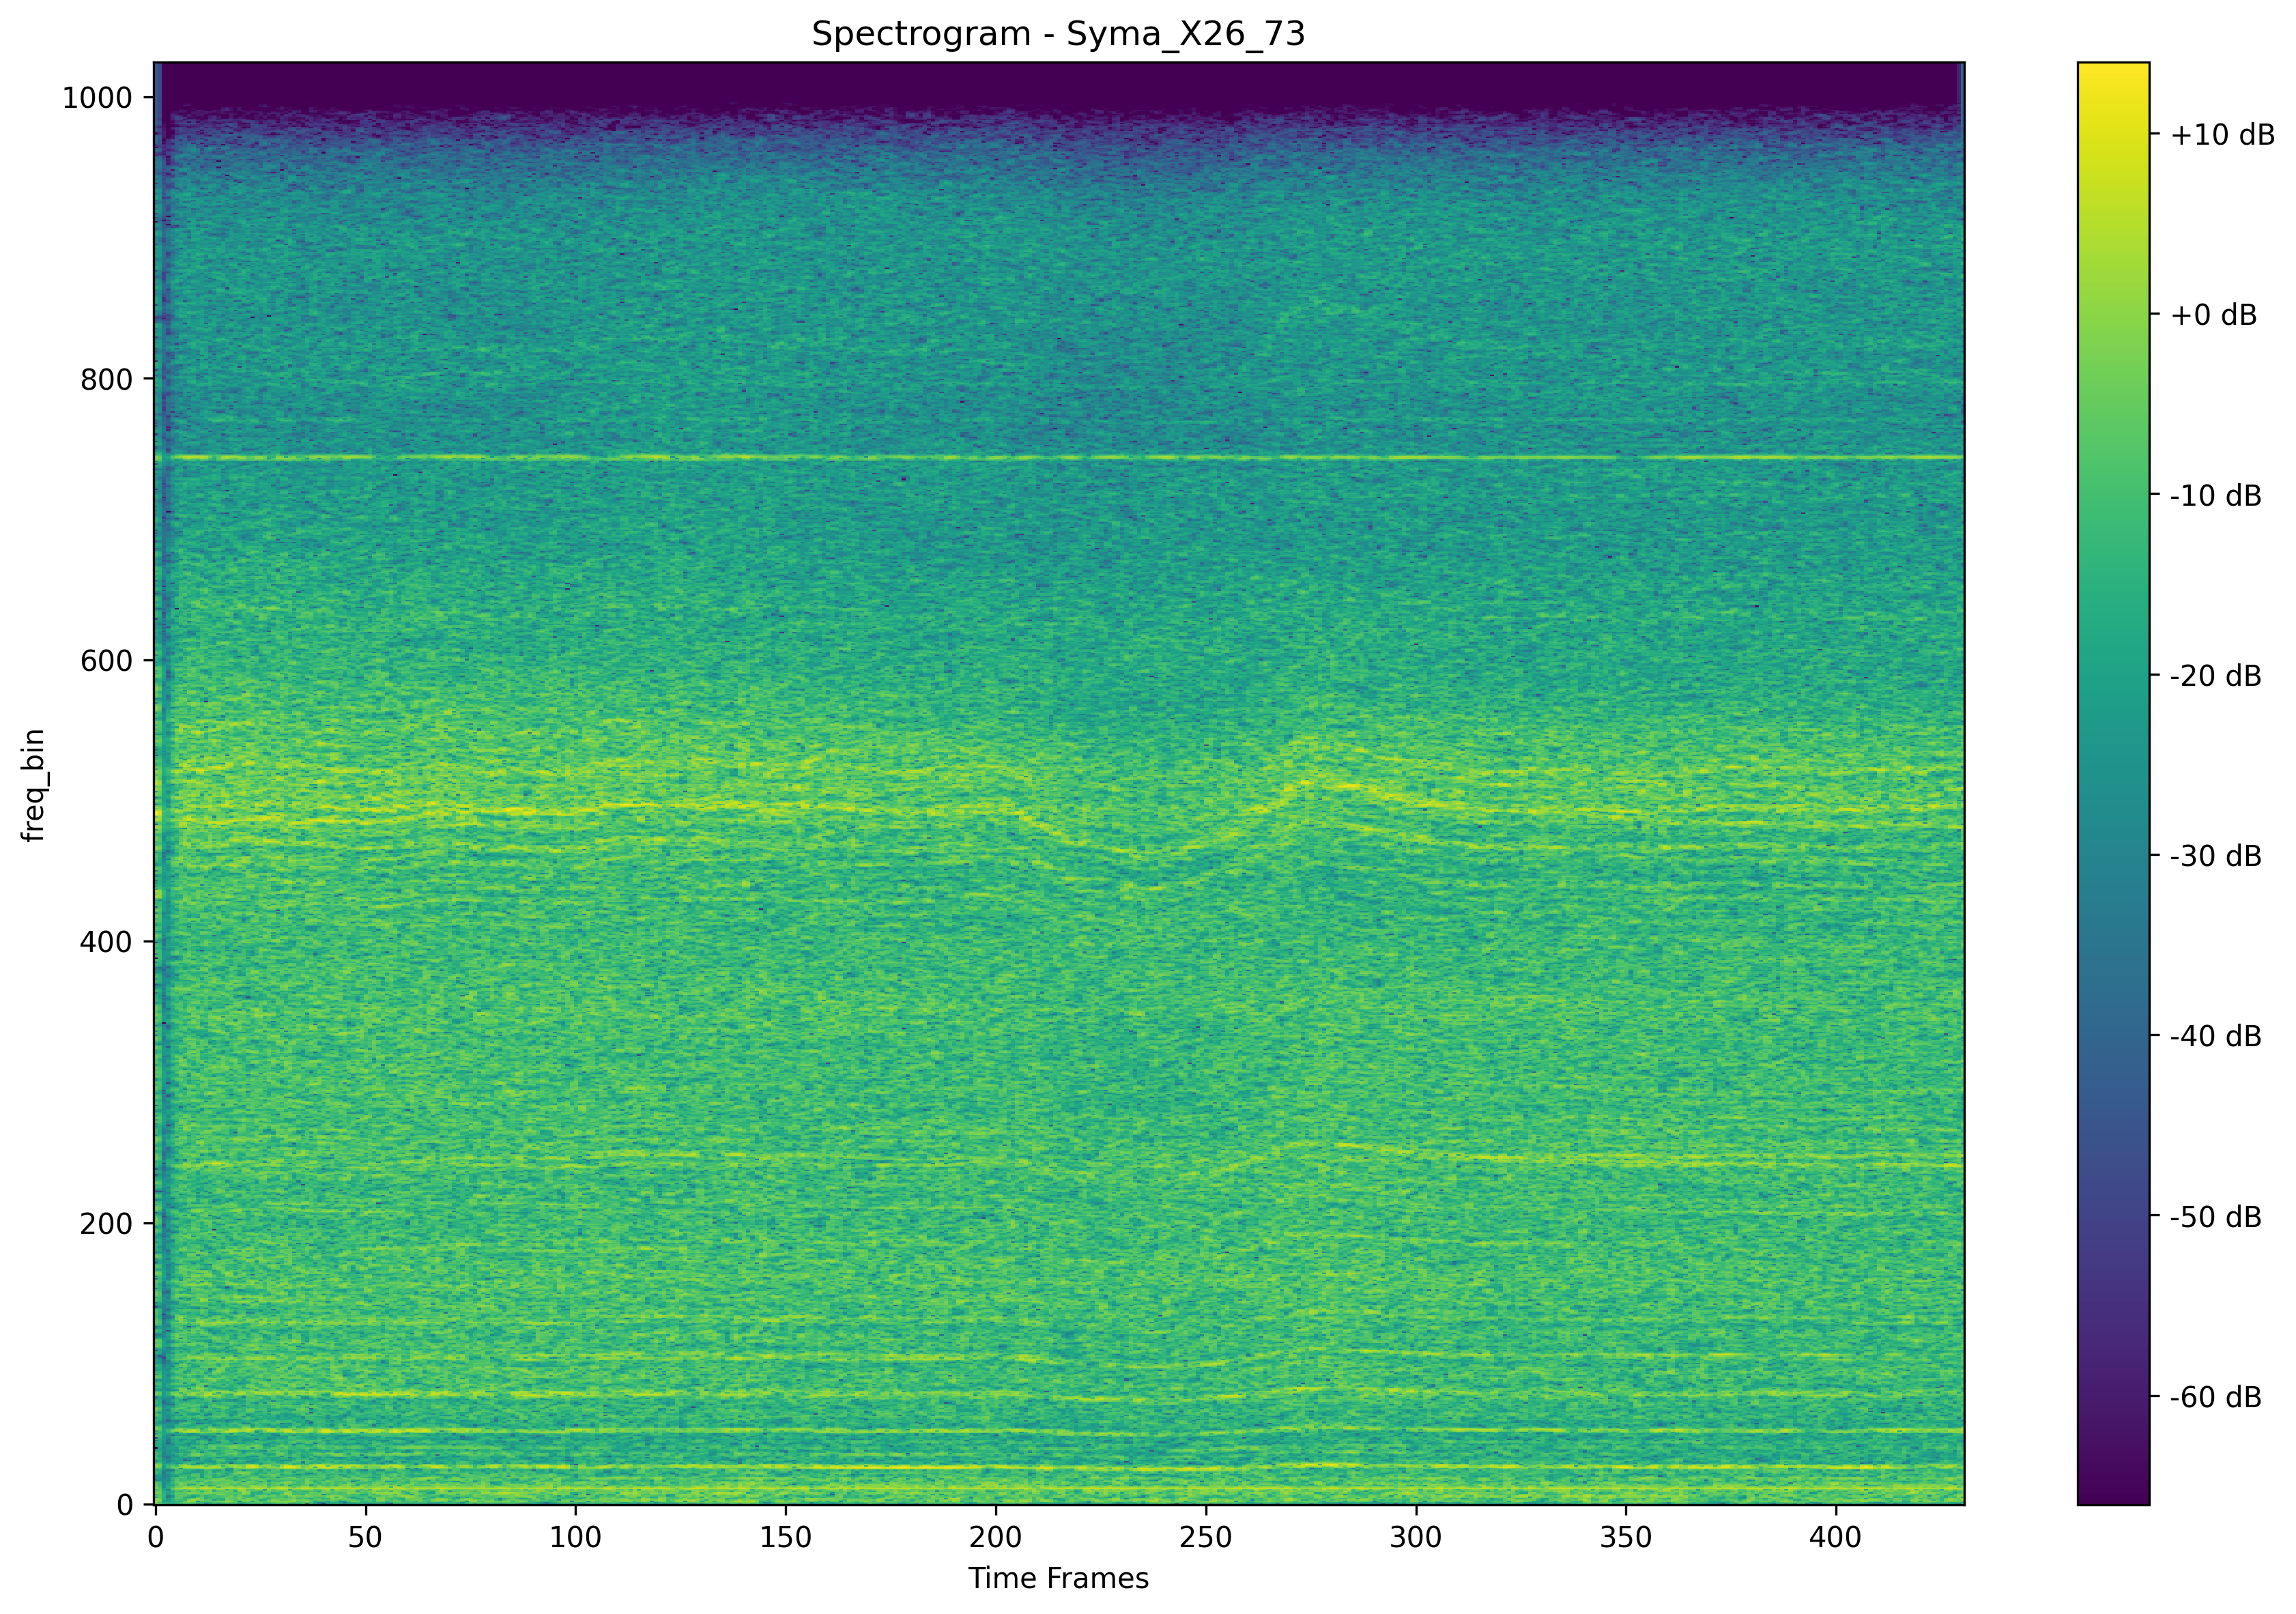 Spectrogram - Syma_X26_73
freq_bin
1000
800
600
400
200
0
0 50 100 150 200 250 300 350 400
Time Frames
+10 dB
+0 dB
-10 dB
-20 dB
-30 dB
-40 dB
-50 dB
-60 dB